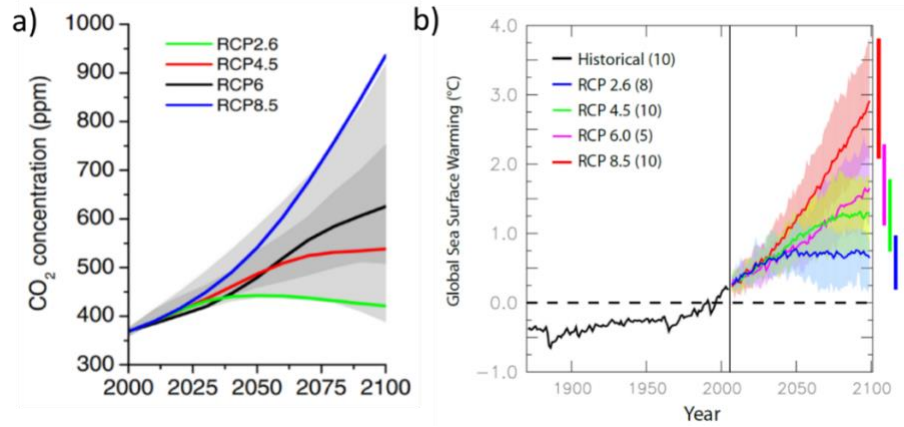 a)
1000
900
800
700
600
500
400
300
CO2 concentration (ppm)
RCP2.6
RCP4.5
RCP6
RCP8.5
2000 2025 2050 2075 2100
b)
4.0
3.0
2.0
1.0
0.0
−1.0
Global Sea Surface Warming (°C)
Historical (10)
RCP 2.6 (8)
RCP 4.5 (10)
RCP 6.0 (5)
RCP 8.5 (10)
1900 1950 2000 2050 2100
Year